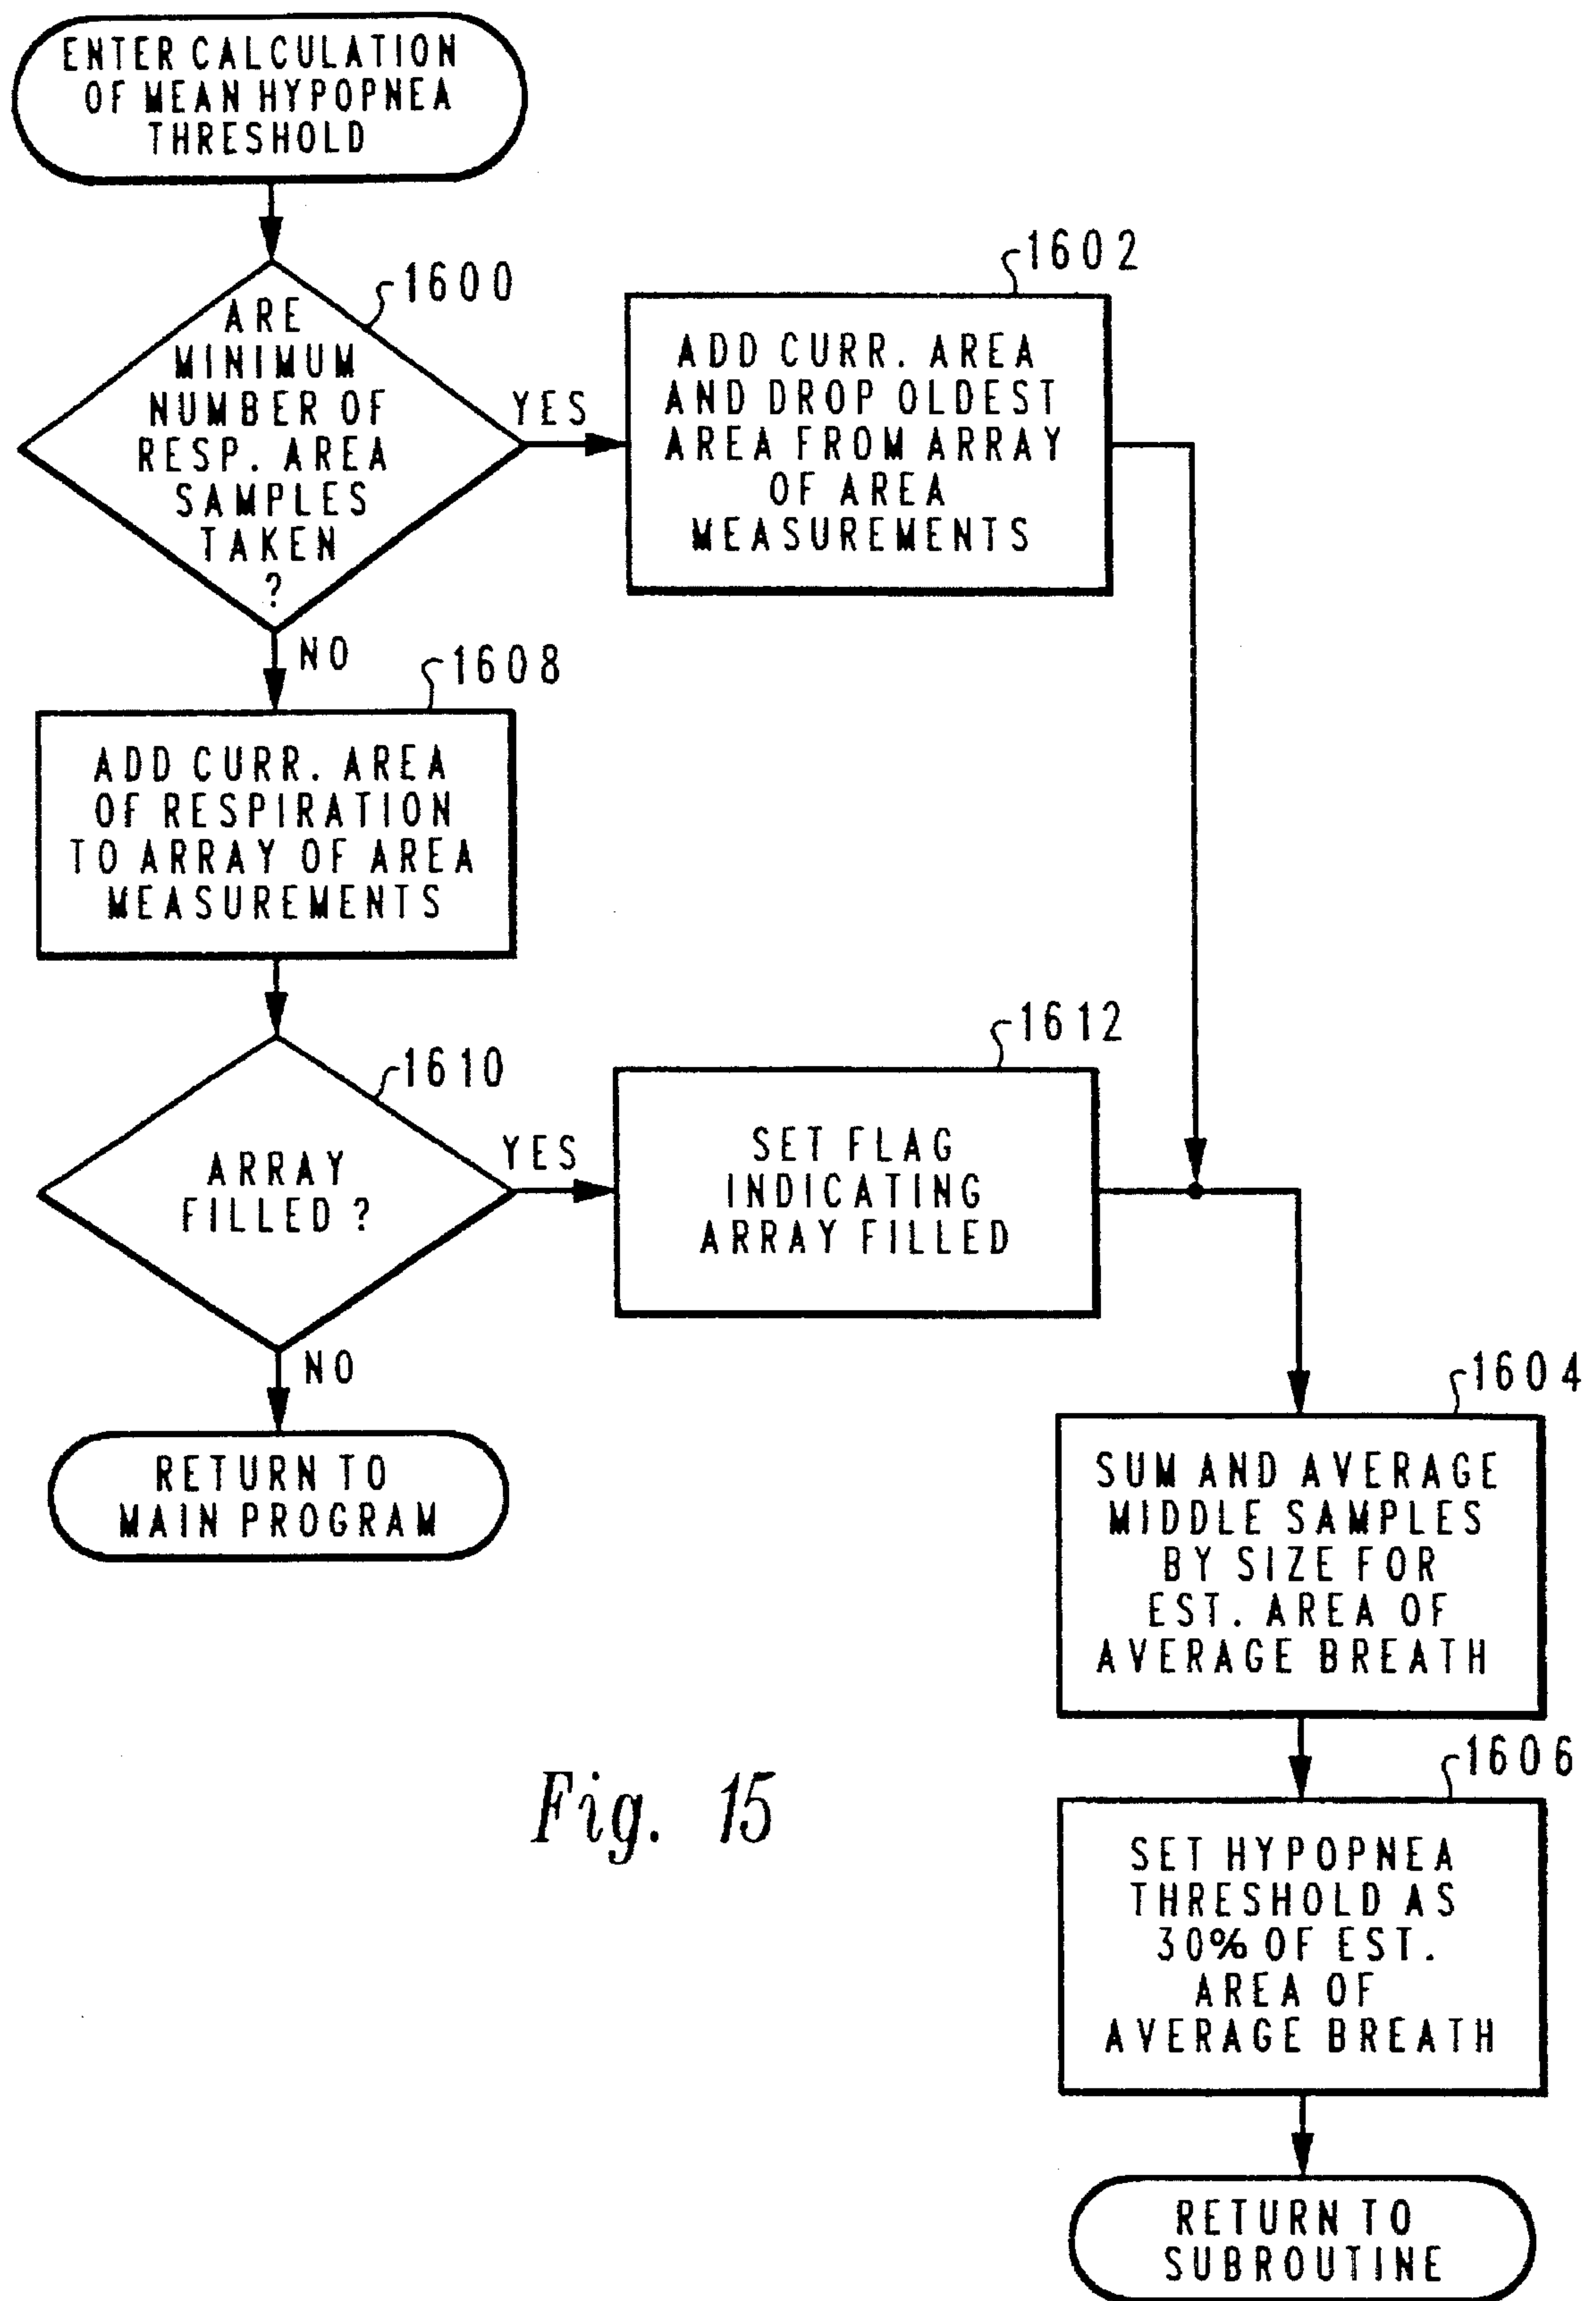 ENTER CALCULATION
OF MEAN HYPOPNEA
THRESHOLD
1600
ARE
MINIMUM
NUMBER OF
RESP. AREA
SAMPLES
TAKEN
?
YES
1602
ADD CURR. AREA
AND DROP OLDEST
AREA FROM ARRAY
OF AREA
MEASUREMENTS
NO
1608
ADD CURR. AREA
OF RESPIRATION
TO ARRAY OF AREA
MEASUREMENTS
1610
ARRAY
FILLED ?
YES
1612
SET FLAG
INDICATING
ARRAY FILLED
NO
RETURN TO
MAIN PROGRAM
1604
SUM AND AVERAGE
MIDDLE SAMPLES
BY SIZE FOR
EST. AREA OF
AVERAGE BREATH
1606
SET HYPOPNEA
THRESHOLD AS
30% OF EST.
AREA OF
AVERAGE BREATH
RETURN TO
SUBROUTINE
Fig. 15